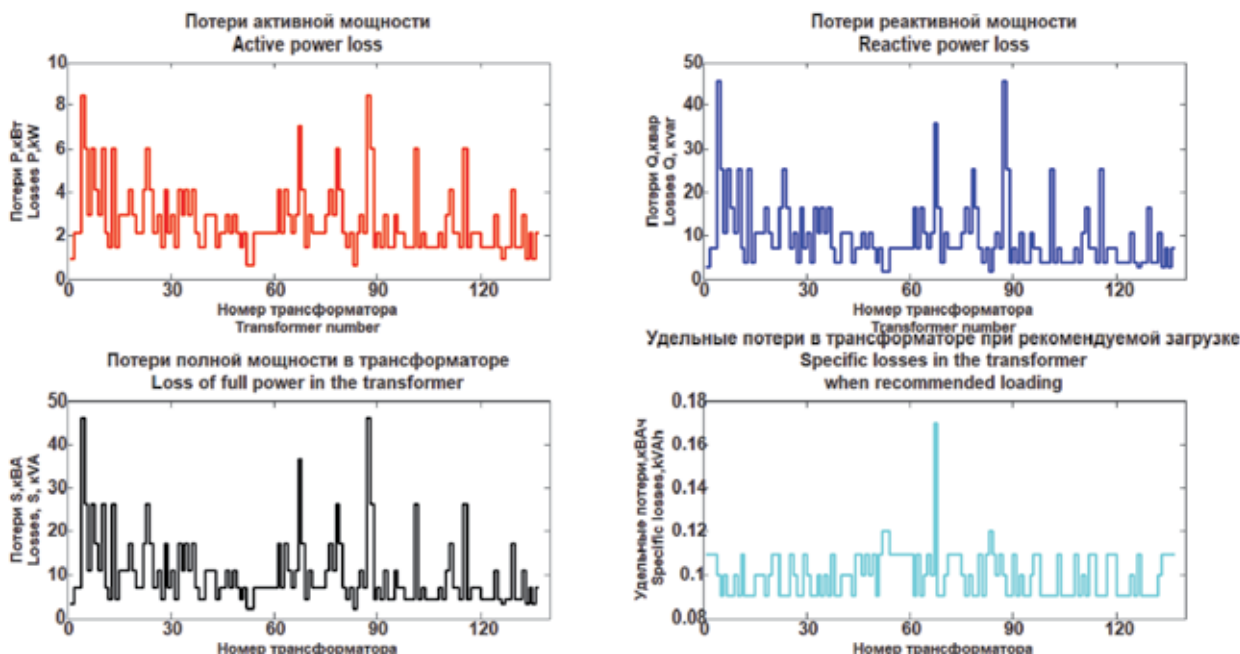 Потери активной мощности
Active power loss
10
8
6
4
2
0
Потери P,кВт
Losses P,kW
0 30 60 90 120
Номер трансформатора
Transformer number
Потери реактивной мощности
Reactive power loss
50
40
30
20
10
0
Потери Q,квар
Losses Q, kvar
0 30 60 90 120
Номер трансформатора
Transformer number
Потери полной мощности в трансформаторе
Loss of full power in the transformer
50
40
30
20
10
0
Потери S,кВА
Losses, S, kVA
0 30 60 90 120
Номер трансформатора
Удельные потери в трансформаторе при рекомендуемой загрузке
Specific losses in the transformer
when recommended loading
0.18
0.16
0.14
0.12
0.1
0.08
Удельные потери,кВАч
Specific losses,kVAh
0 30 60 90 120
Номер трансформатора